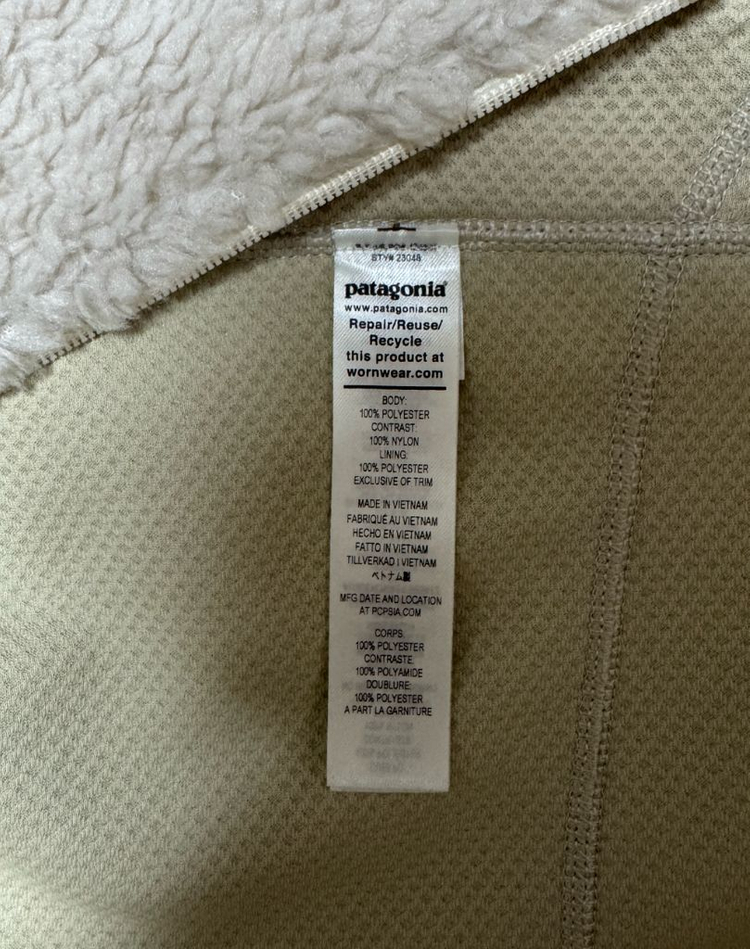 STY# 23048
patagonia®
www.patagonia.com
Repair/Reuse/
Recycle
this product at
wornwear.com
BODY:
100% POLYESTER
CONTRAST:
100% NYLON
LINING:
100% POLYESTER
EXCLUSIVE OF TRIM
MADE IN VIETNAM
FABRIQUÉ AU VIETNAM
HECHO EN VIETNAM
FATTO IN VIETNAM
TILLVERKAD I VIETNAM
ベトナム製
MFG DATE AND LOCATION
AT PCPSIA.COM
CORPS:
100% POLYESTER
CONTRASTE:
100% POLYAMIDE
DOUBLURE:
100% POLYESTER
A PART LA GARNITURE